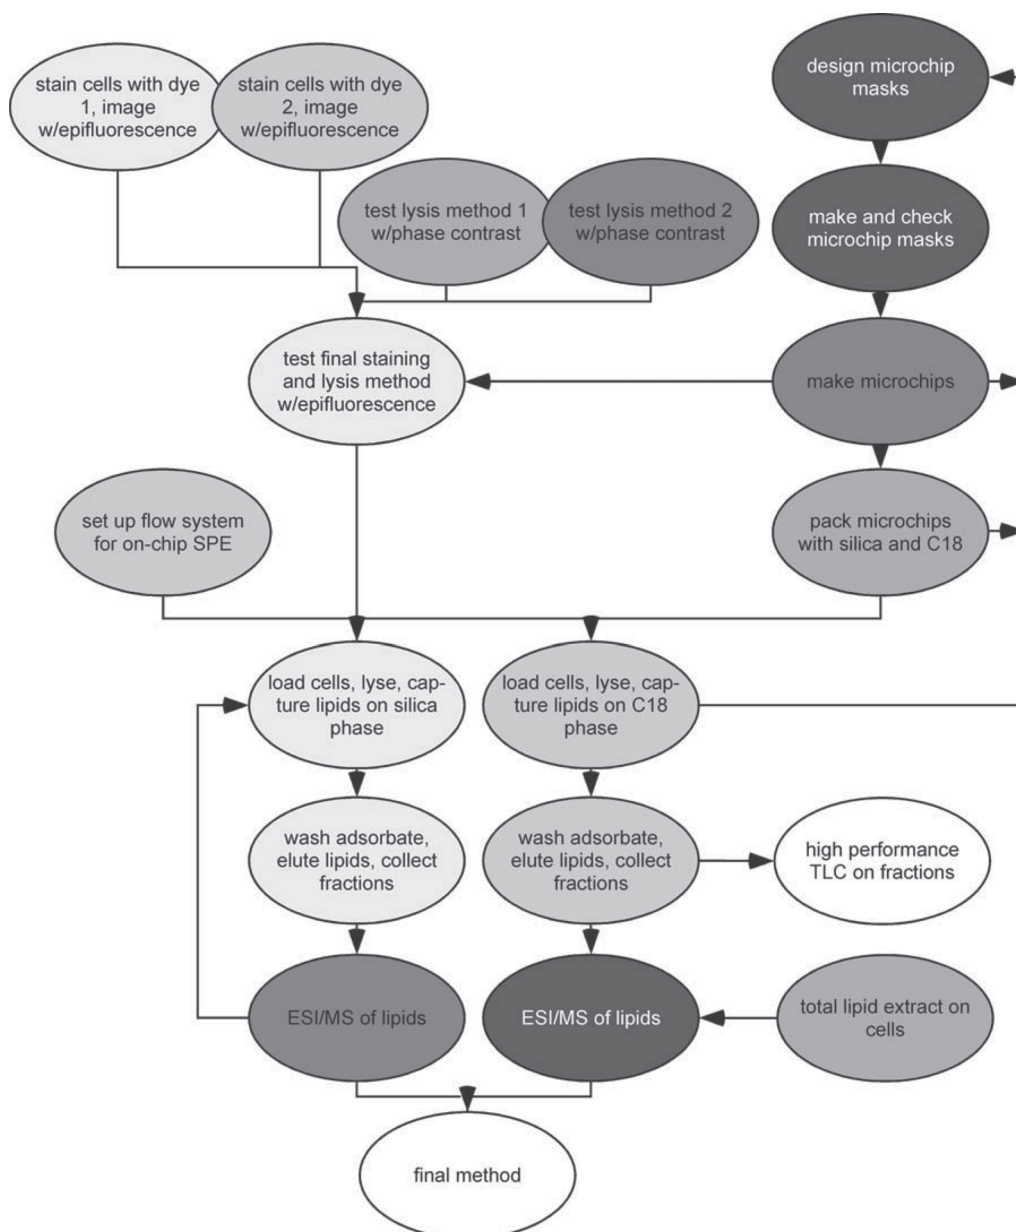 stain cells with dye
1, image
w/epifluorescence
stain cells with dye
2, image
w/epifluorescence
design microchip
masks
test lysis method 1
w/phase contrast
test lysis method 2
w/phase contrast
make and check
microchip masks
test final staining
and lysis method
w/epifluorescence
make microchips
set up flow system
for on-chip SPE
pack microchips
with silica and C18
load cells, lyse, cap-
ture lipids on silica
phase
load cells, lyse, cap-
ture lipids on C18
phase
wash adsorbate,
elute lipids, collect
fractions
wash adsorbate,
elute lipids, collect
fractions
high performance
TLC on fractions
ESI/MS of lipids
ESI/MS of lipids
total lipid extract on
cells
final method